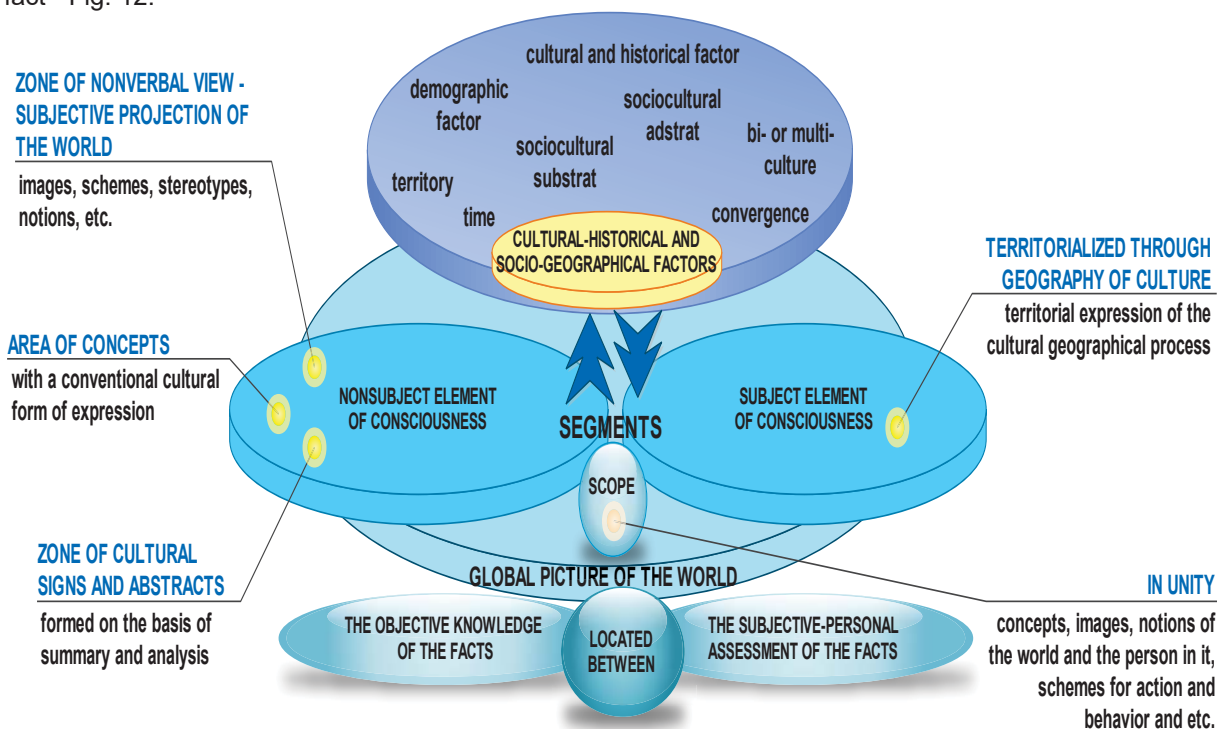 fact - Fig. 12.
cultural and historical factor
demographic
factor
sociocultural
adstrat
bi- or multi-
culture
sociocultural
substrat
territory
time
convergence
CULTURAL-HISTORICAL AND
SOCIO-GEOGRAPHICAL FACTORS
ZONE OF NONVERBAL VIEW -
SUBJECTIVE PROJECTION OF
THE WORLD
images, schemes, stereotypes,
notions, etc.
AREA OF CONCEPTS
with a conventional cultural
form of expression
ZONE OF CULTURAL
SIGNS AND ABSTRACTS
formed on the basis of
summary and analysis
NONSUBJECT ELEMENT
OF CONSCIOUSNESS
SEGMENTS
SUBJECT ELEMENT
OF CONSCIOUSNESS
TERRITORIALIZED THROUGH
GEOGRAPHY OF CULTURE
territorial expression of the
cultural geographical process
SCOPE
GLOBAL PICTURE OF THE WORLD
THE OBJECTIVE KNOWLEDGE
OF THE FACTS
LOCATED
BETWEEN
THE SUBJECTIVE-PERSONAL
ASSESSMENT OF THE FACTS
IN UNITY
concepts, images, notions of
the world and the person in it,
schemes for action and
behavior and etc.